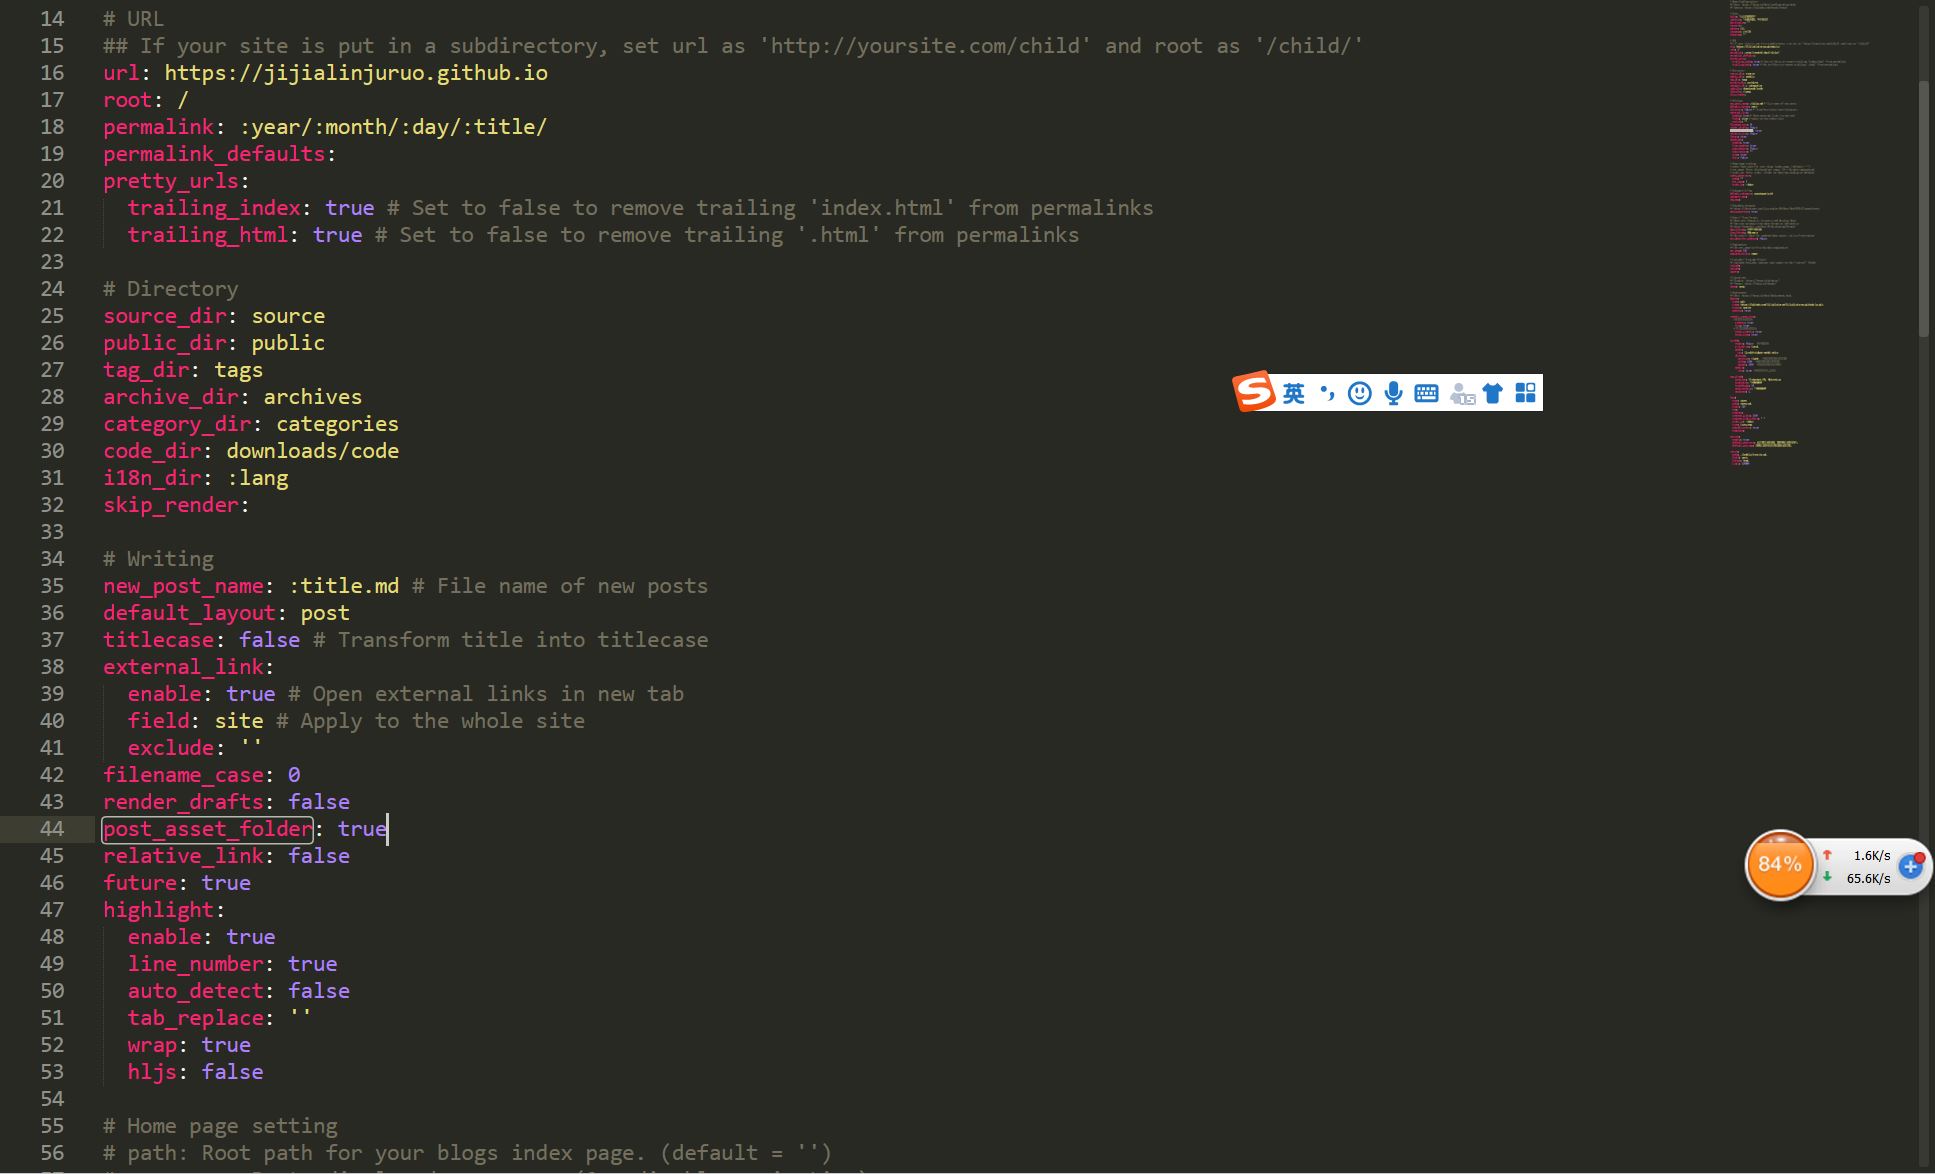 14 # URL
15 ## If your site is put in a subdirectory, set url as 'http://yoursite.com/child' and root as '/child/'
16 url: https://jijialinjuruo.github.io
17 root: /
18 permalink: :year/:month/:day/:title/
19 permalink_defaults:
20 pretty_urls:
21 trailing_index: true # Set to false to remove trailing 'index.html' from permalinks
22 trailing_html: true # Set to false to remove trailing '.html' from permalinks
23
24 # Directory
25 source_dir: source
26 public_dir: public
27 tag_dir: tags
28 archive_dir: archives
29 category_dir: categories
30 code_dir: downloads/code
31 i18n_dir: :lang
32 skip_render:
33
34 # Writing
35 new_post_name: :title.md # File name of new posts
36 default_layout: post
37 titlecase: false # Transform title into titlecase
38 external_link:
39 enable: true # Open external links in new tab
40 field: site # Apply to the whole site
41 exclude: ''
42 filename_case: 0
43 render_drafts: false
44 post_asset_folder: true
45 relative_link: false
46 future: true
47 highlight:
48 enable: true
49 line_number: true
50 auto_detect: false
51 tab_replace: ''
52 wrap: true
53 hljs: false
54
55 # Home page setting
56 # path: Root path for your blogs index page. (default = '')
英
15
84%
1.6K/s
65.6K/s